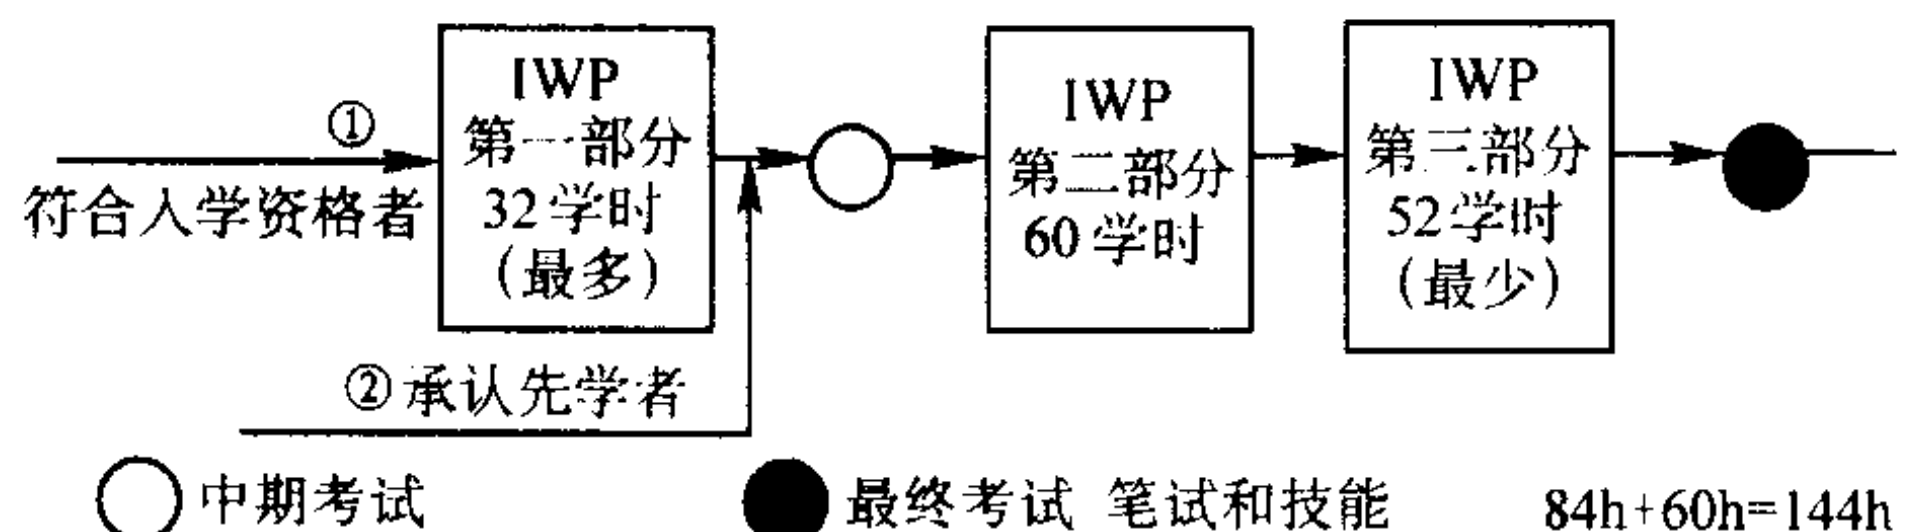 ①
符合入学资格者
IWP
第一部分
32学时
(最多)
②承认先学者
IWP
第二部分
60学时
IWP
第三部分
52学时
(最少)
中期考试
最终考试 笔试和技能
84h+60h=144h